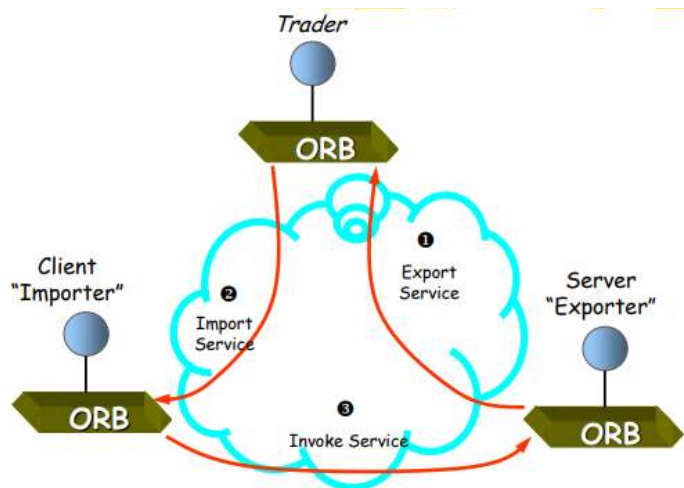 Trader
ORB
❶
Export
Service
Client
"Importer"
❷
Import
Service
Server
"Exporter"
ORB
❸
Invoke Service
ORB